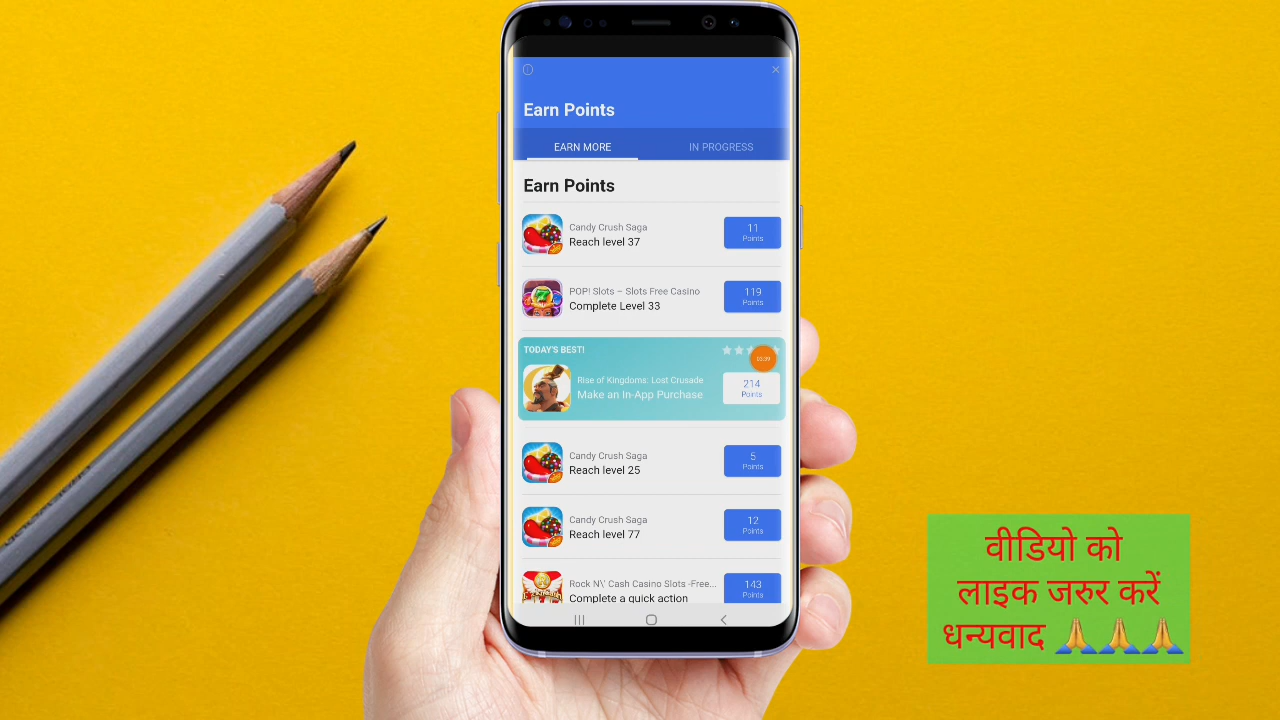 Earn Points
EARN MORE
IN PROGRESS
Earn Points
Candy Crush Saga
Reach level 37
11
Points
POP! Slots – Slots Free Casino
Complete Level 33
119
Points
TODAY'S BEST!
Rise of Kingdoms: Lost Crusade
Make an In-App Purchase
214
Points
Candy Crush Saga
Reach level 25
5
Points
Candy Crush Saga
Reach level 77
12
Points
Rock N\' Cash Casino Slots -Free...
Complete a quick action
143
Points
वीडियो को
लाइक जरुर करें
धन्यवाद 🙏🙏🙏